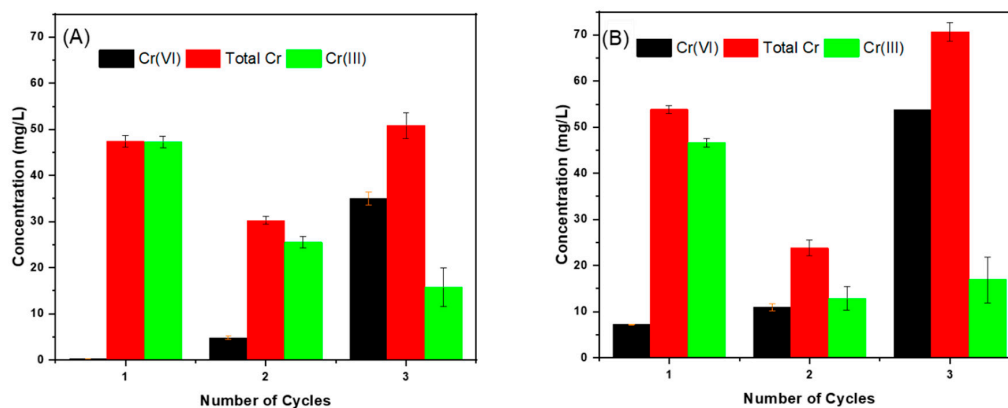 (A)
Cr(VI) Total Cr Cr(III)
Concentration (mg/L)
70
60
50
40
30
20
10
0
1 2 3
Number of Cycles
(B)
Cr(VI) Total Cr Cr(III)
Concentration (mg/L)
70
60
50
40
30
20
10
0
1 2 3
Number of Cycles